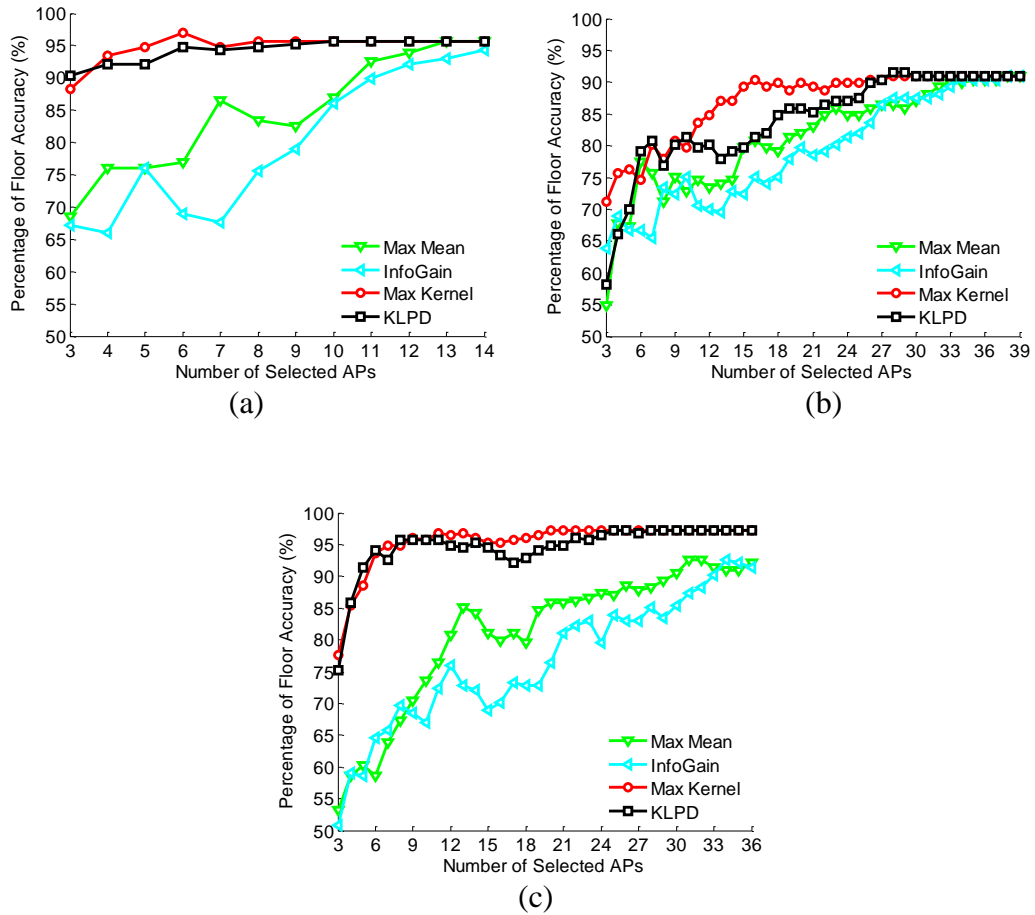 Percentage of Floor Accuracy (%)
100
95
90
85
80
75
70
65
60
55
50
Max Mean
InfoGain
Max Kernel
KLPD
3 4 5 6 7 8 9 10 11 12 13 14
Number of Selected APs
(a)
Percentage of Floor Accuracy (%)
100
95
90
85
80
75
70
65
60
55
50
Max Mean
InfoGain
Max Kernel
KLPD
3 6 9 12 15 18 21 24 27 30 33 36 39
Number of Selected APs
(b)
Percentage of Floor Accuracy (%)
100
95
90
85
80
75
70
65
60
55
50
Max Mean
InfoGain
Max Kernel
KLPD
3 6 9 12 15 18 21 24 27 30 33 36
Number of Selected APs
(c)